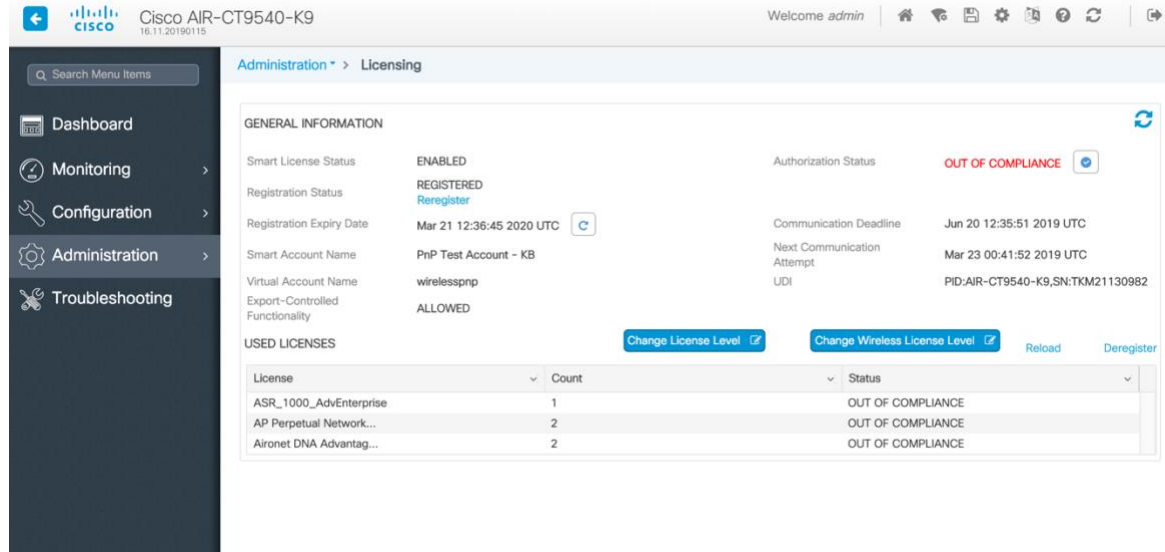 CISCO
Cisco AIR-CT9540-K9
16.11.20190115
Welcome admin
Search Menu Items
Dashboard
Monitoring
Configuration
Administration
Troubleshooting
Administration > Licensing
GENERAL INFORMATION
Smart License Status ENABLED
Registration Status REGISTERED
Reregister
Registration Expiry Date Mar 21 12:36:45 2020 UTC
Smart Account Name PnP Test Account - KB
Virtual Account Name wirelesspnp
Export-Controlled
Functionality ALLOWED
Authorization Status OUT OF COMPLIANCE
Communication Deadline Jun 20 12:35:51 2019 UTC
Next Communication
Attempt Mar 23 00:41:52 2019 UTC
UDI PID:AIR-CT9540-K9,SN:TKM21130982
USED LICENSES
Change License Level Change Wireless License Level Reload Deregister
License Count Status
ASR_1000_AdvEnterprise 1 OUT OF COMPLIANCE
AP Perpetual Network... 2 OUT OF COMPLIANCE
Aironet DNA Advantag... 2 OUT OF COMPLIANCE